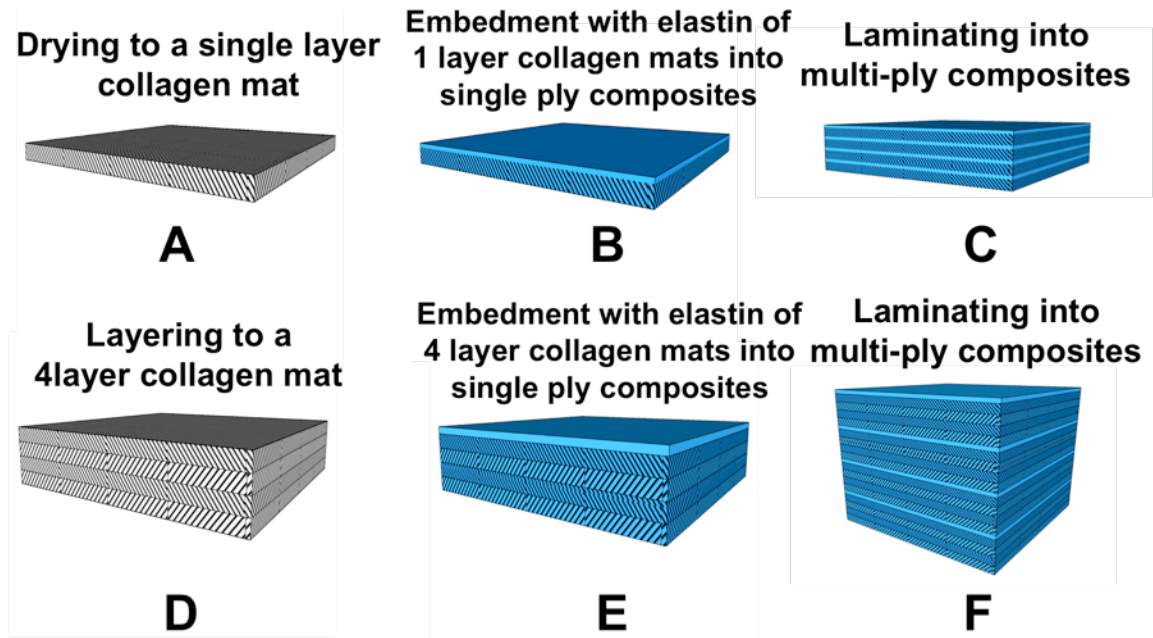 Drying to a single layer
collagen mat
A
Embedment with elastin of
1 layer collagen mats into
single ply composites
B
Laminating into
multi-ply composites
C
Layering to a
4layer collagen mat
D
Embedment with elastin of
4 layer collagen mats into
single ply composites
E
Laminating into
multi-ply composites
F